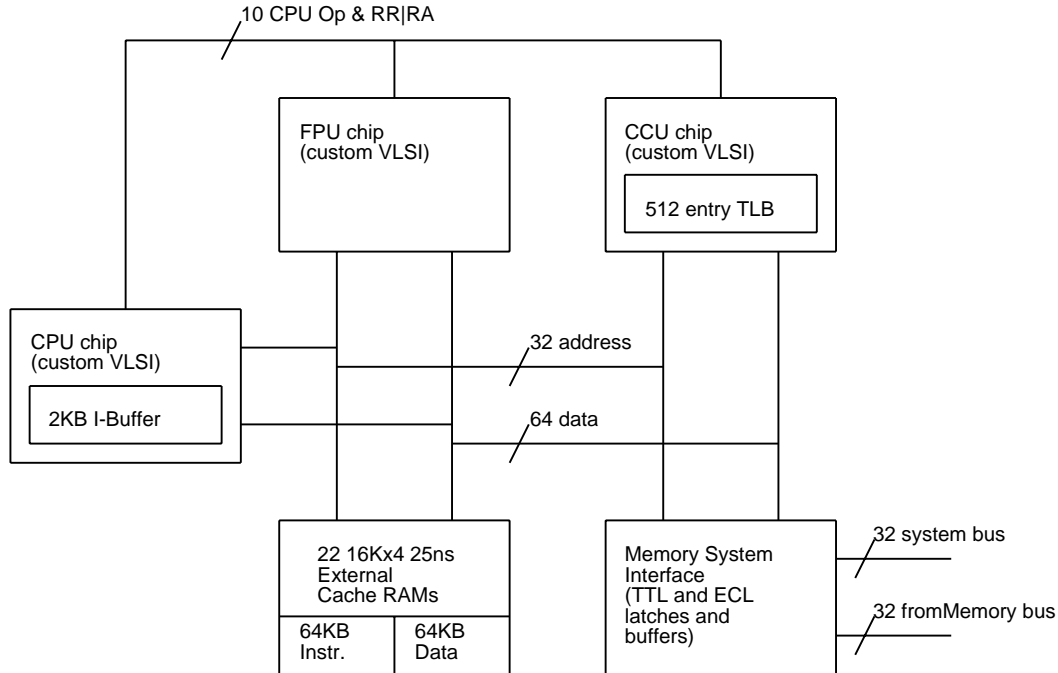 10 CPU Op & RR|RA
FPU chip
(custom VLSI)
CCU chip
(custom VLSI)
512 entry TLB
CPU chip
(custom VLSI)
2KB I-Buffer
32 address
64 data
22 16Kx4 25ns
External
Cache RAMs
64KB
Instr.
64KB
Data
Memory System
Interface
(TTL and ECL
latches and
buffers)
32 system bus
32 fromMemory bus